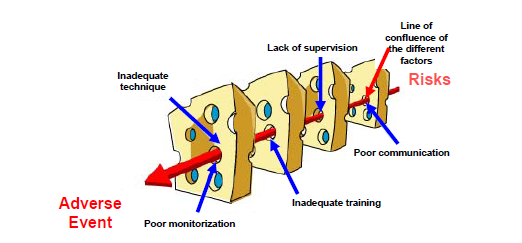 Line of
confluence of
the different
factors
Lack of supervision
Risks
Inadequate
technique
Poor communication
Inadequate training
Adverse
Event
Poor monitorization